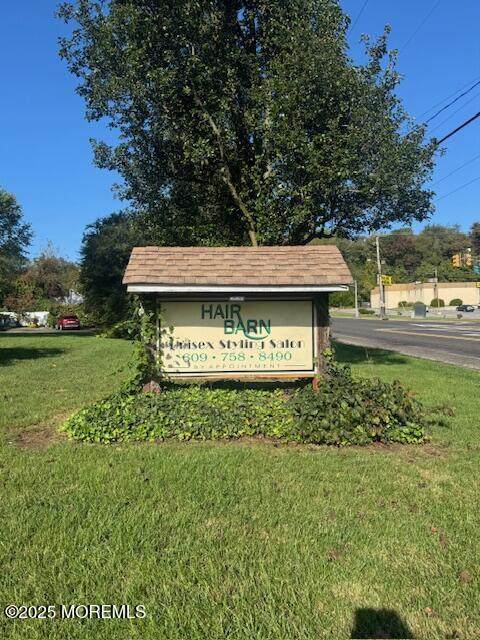 HAIR
BARN
Unisex Styling Salon
609 • 758 • 8490
BY APPOINTMENT
©2025 MOREMLS